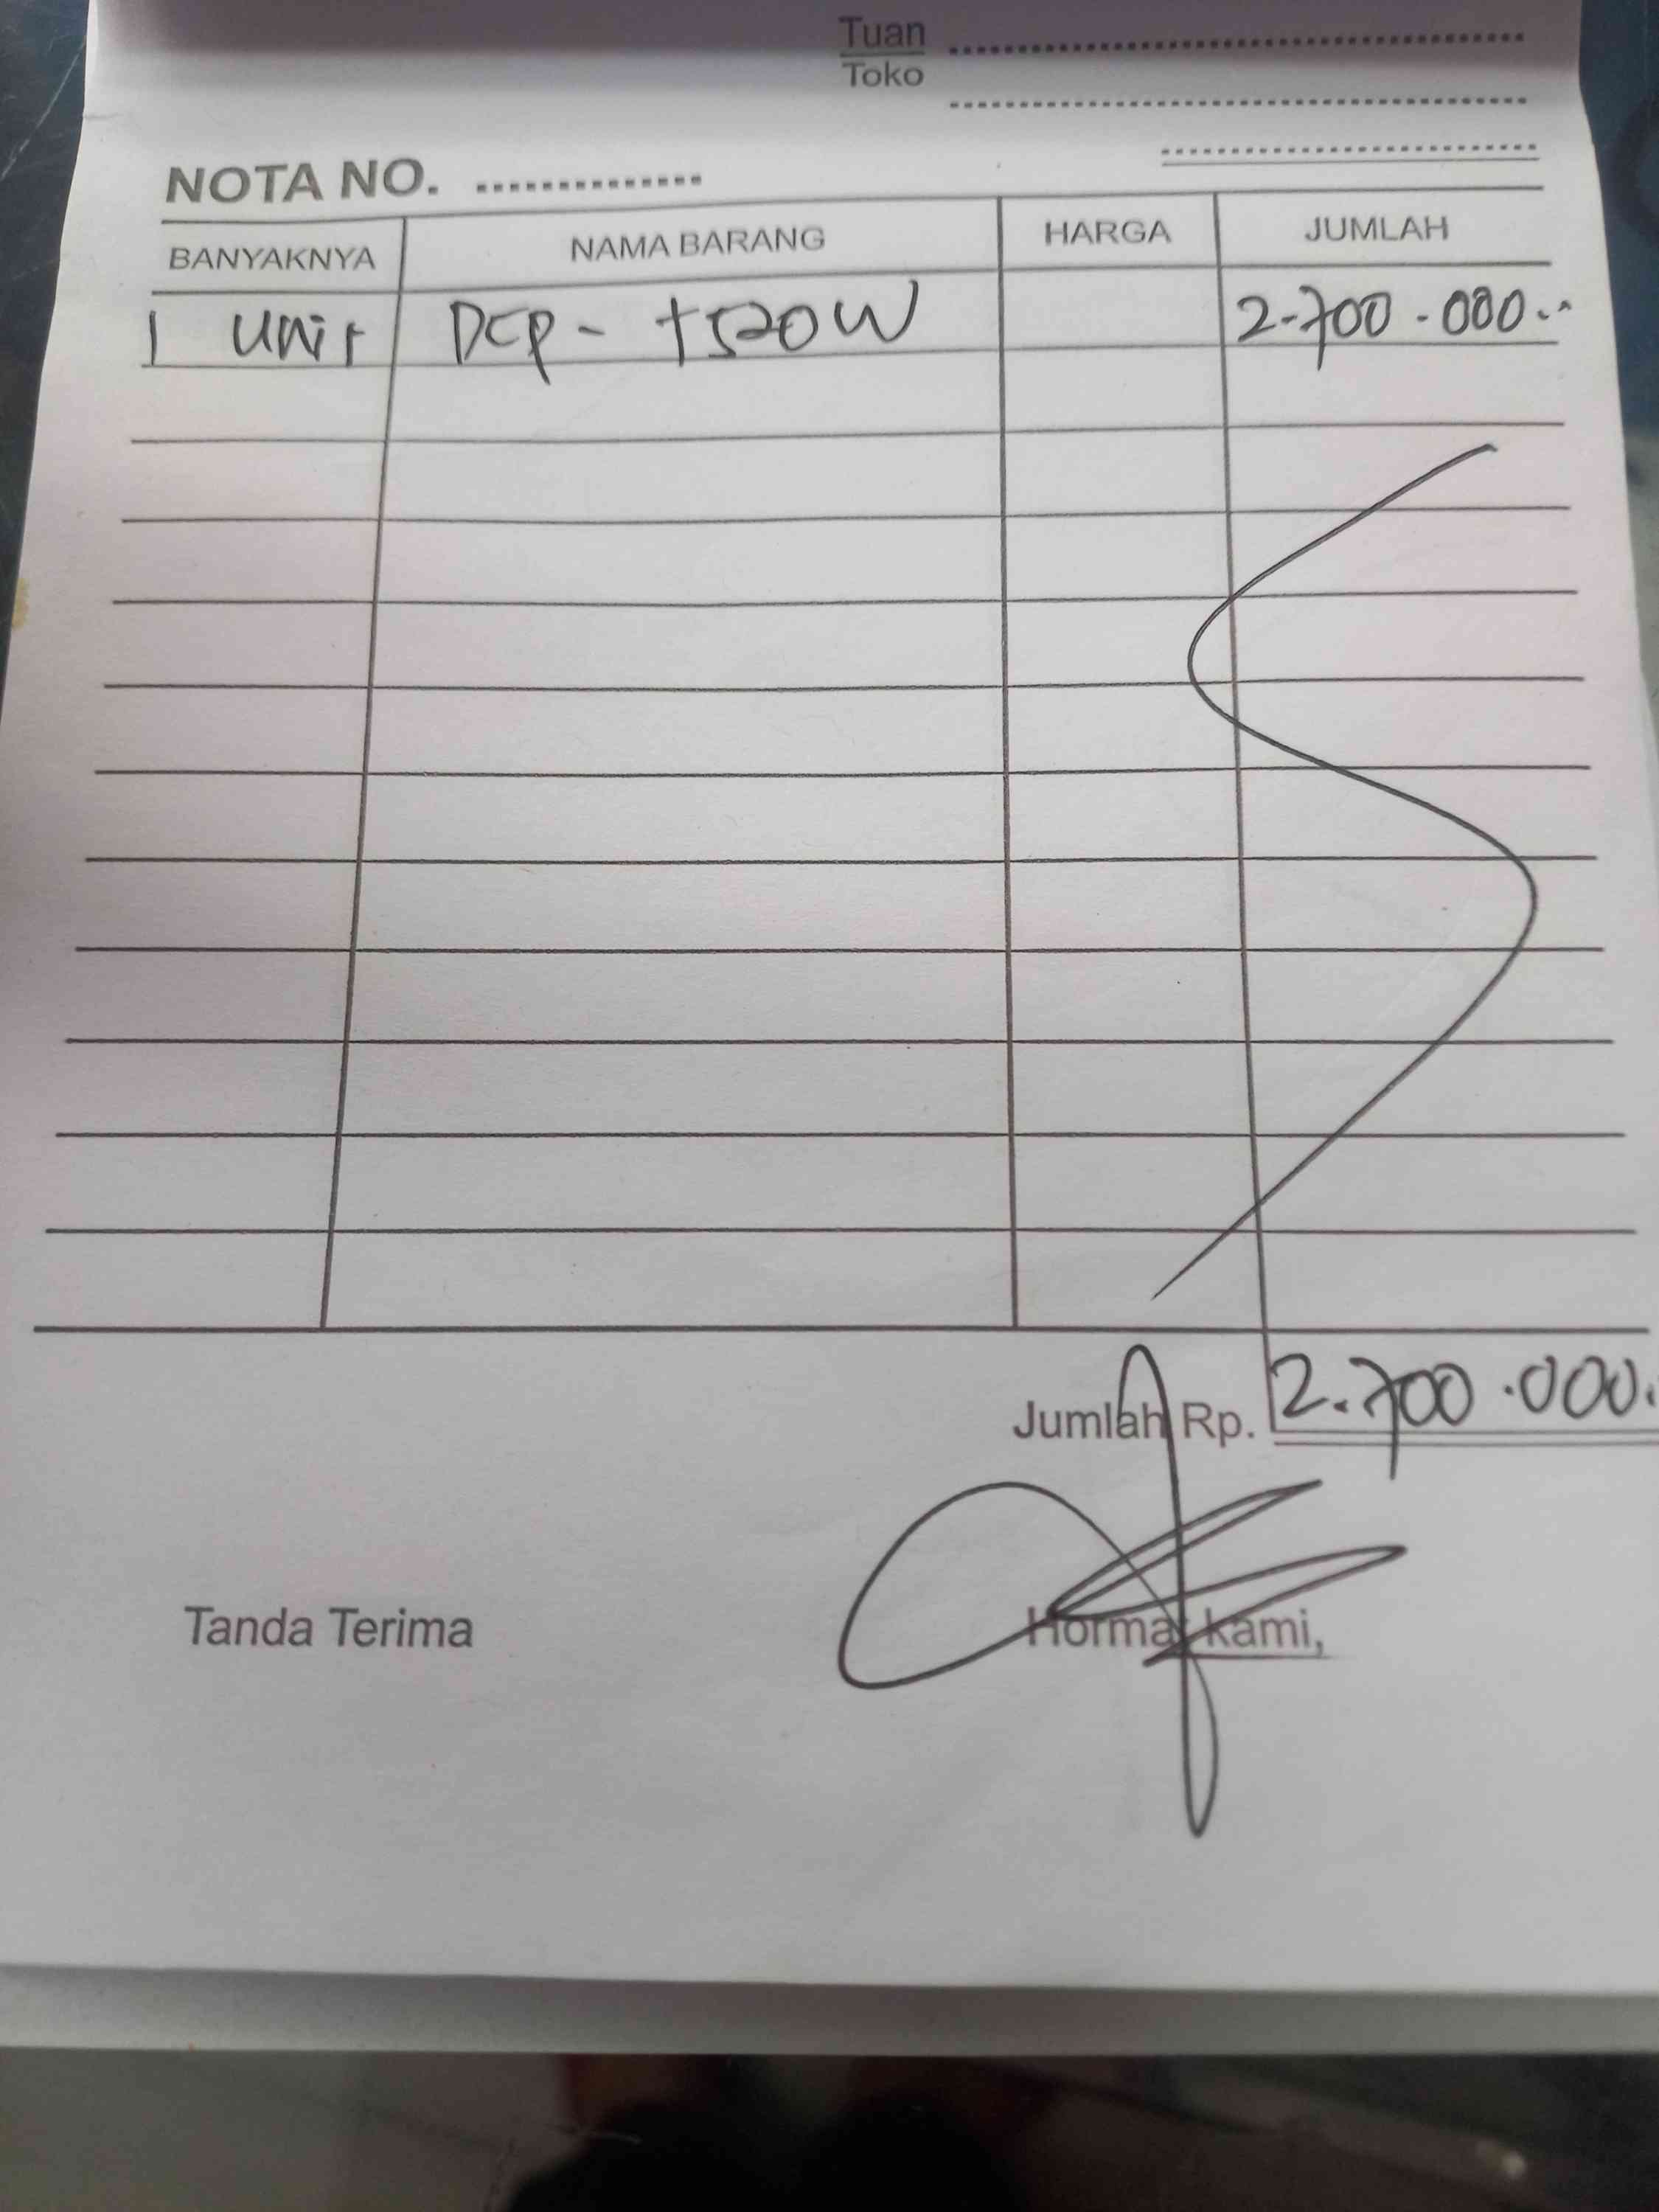 Tuan
Toko
NOTA NO. ..............
BANYAKNYA NAMA BARANG HARGA JUMLAH
1 Unit DCP - T520W 2.700.000..
Jumlah Rp. 2.700.000.
Tanda Terima Hormat kami,